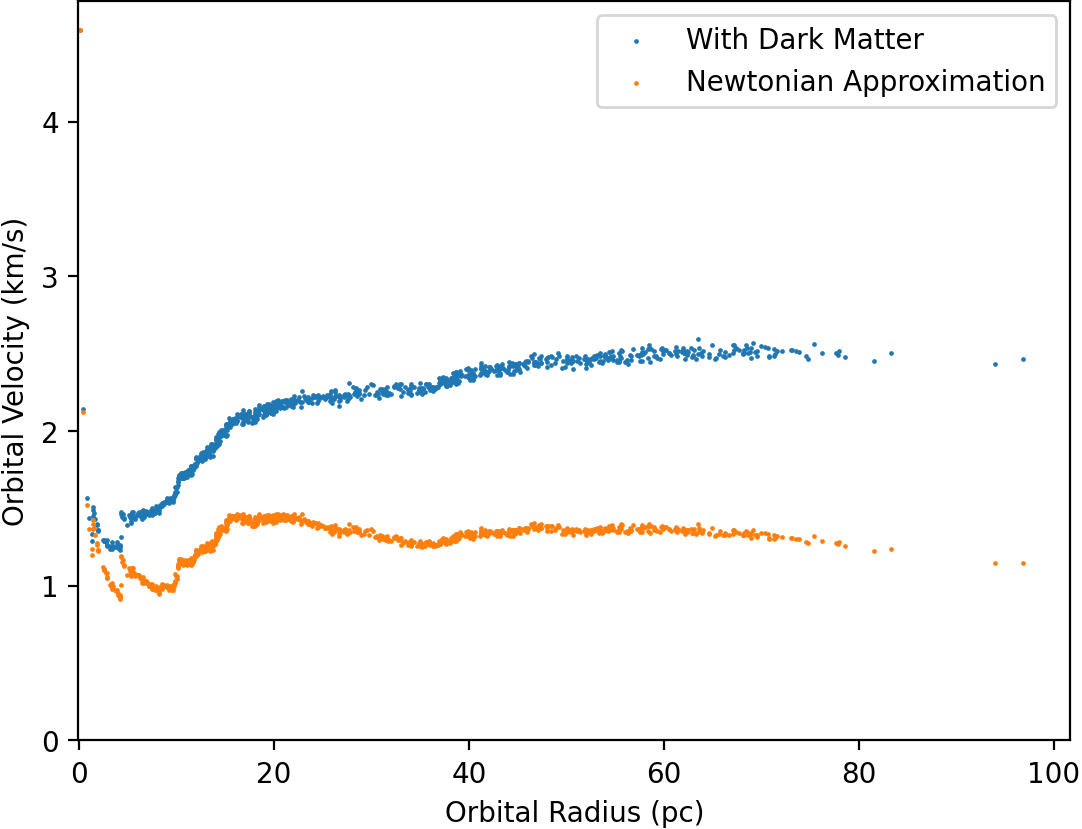 With Dark Matter
Newtonian Approximation
Orbital Velocity (km/s)
4
3
2
1
0
0 20 40 60 80 100
Orbital Radius (pc)